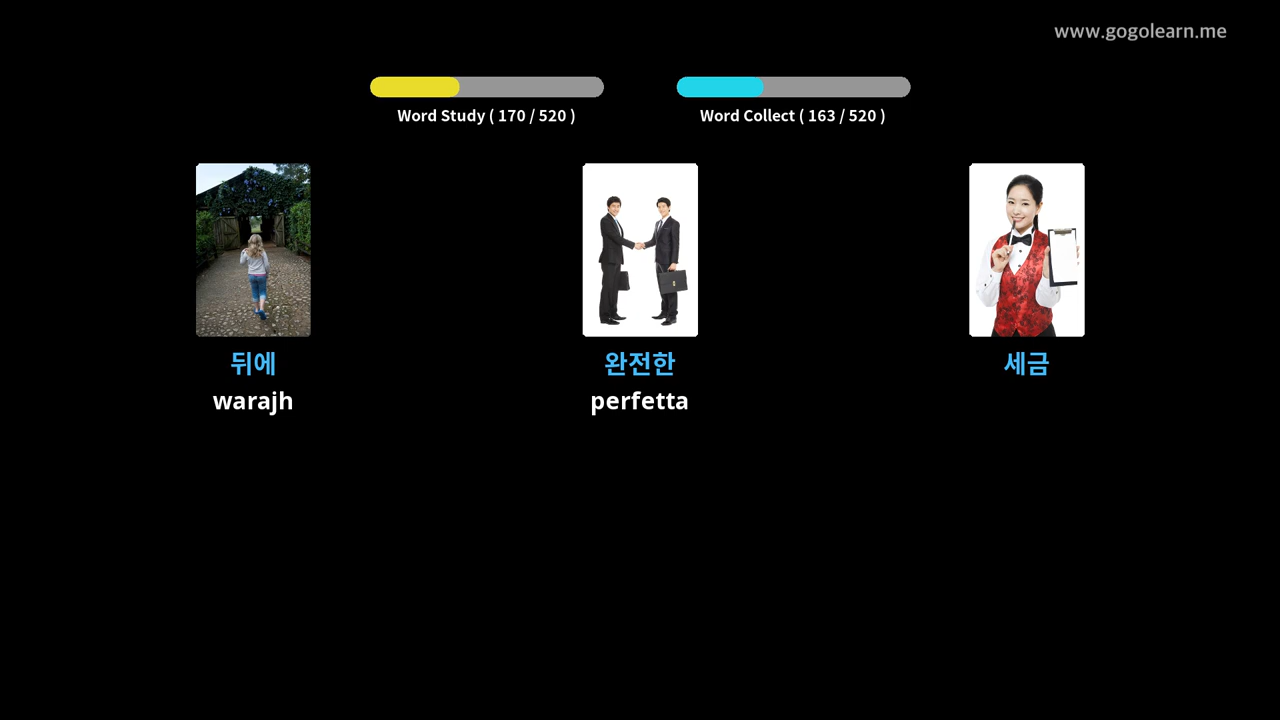 www.gogolearn.me
Word Study ( 170 / 520 )
Word Collect ( 163 / 520 )
뒤에
warajh
완전한
perfetta
세금